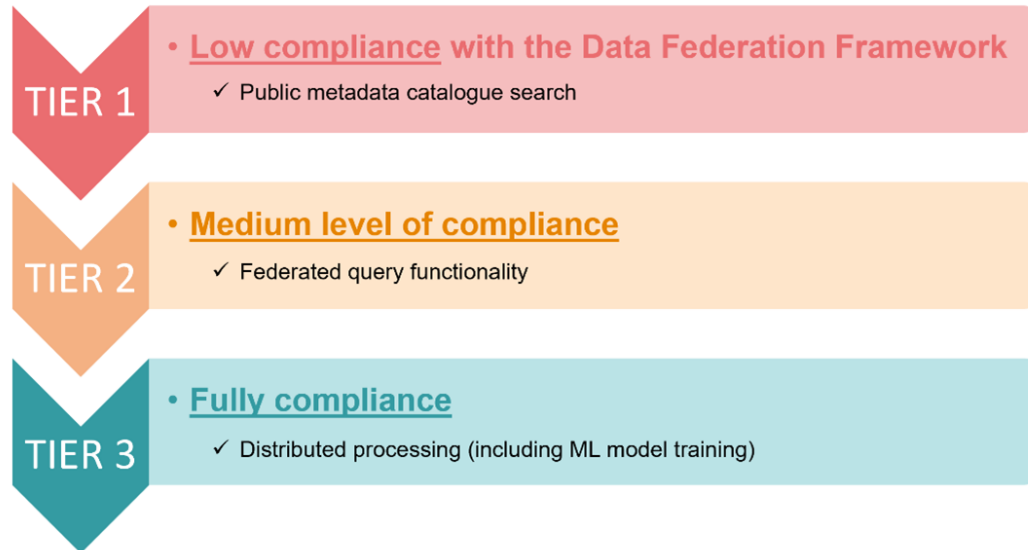 TIER 1
• Low compliance with the Data Federation Framework
✓ Public metadata catalogue search
TIER 2
• Medium level of compliance
✓ Federated query functionality
TIER 3
• Fully compliance
✓ Distributed processing (including ML model training)